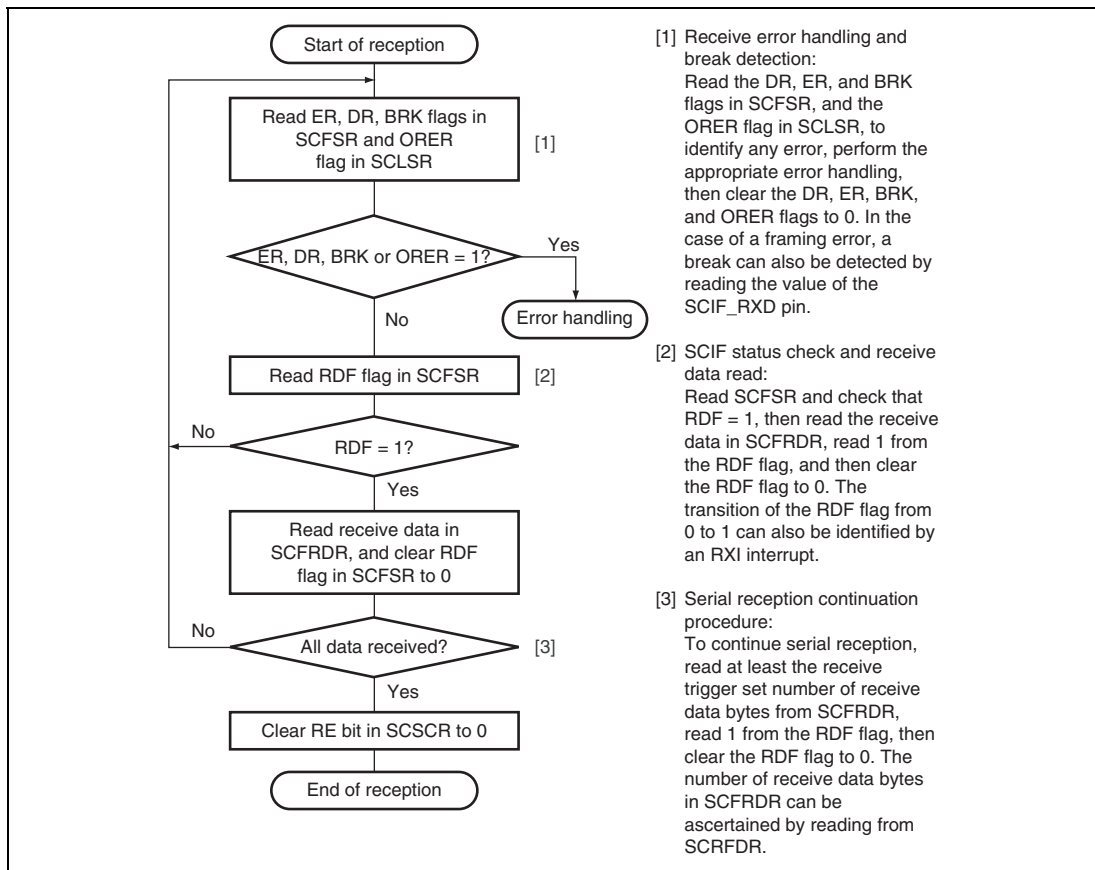 Start of reception
Read ER, DR, BRK flags in
SCFSR and ORER
flag in SCLSR
[1]
ER, DR, BRK or ORER = 1?
Yes
Error handling
No
Read RDF flag in SCFSR
[2]
No
RDF = 1?
Yes
Read receive data in
SCFRDR, and clear RDF
flag in SCFSR to 0
No
All data received?
[3]
Yes
Clear RE bit in SCSCR to 0
End of reception
[1] Receive error handling and
break detection:
Read the DR, ER, and BRK
flags in SCFSR, and the
ORER flag in SCLSR, to
identify any error, perform the
appropriate error handling,
then clear the DR, ER, BRK,
and ORER flags to 0. In the
case of a framing error, a
break can also be detected by
reading the value of the
SCIF_RXD pin.
[2] SCIF status check and receive
data read:
Read SCFSR and check that
RDF = 1, then read the receive
data in SCFRDR, read 1 from
the RDF flag, and then clear
the RDF flag to 0. The
transition of the RDF flag from
0 to 1 can also be identified by
an RXI interrupt.
[3] Serial reception continuation
procedure:
To continue serial reception,
read at least the receive
trigger set number of receive
data bytes from SCFRDR,
read 1 from the RDF flag, then
clear the RDF flag to 0. The
number of receive data bytes
in SCFRDR can be
ascertained by reading from
SCRFDR.